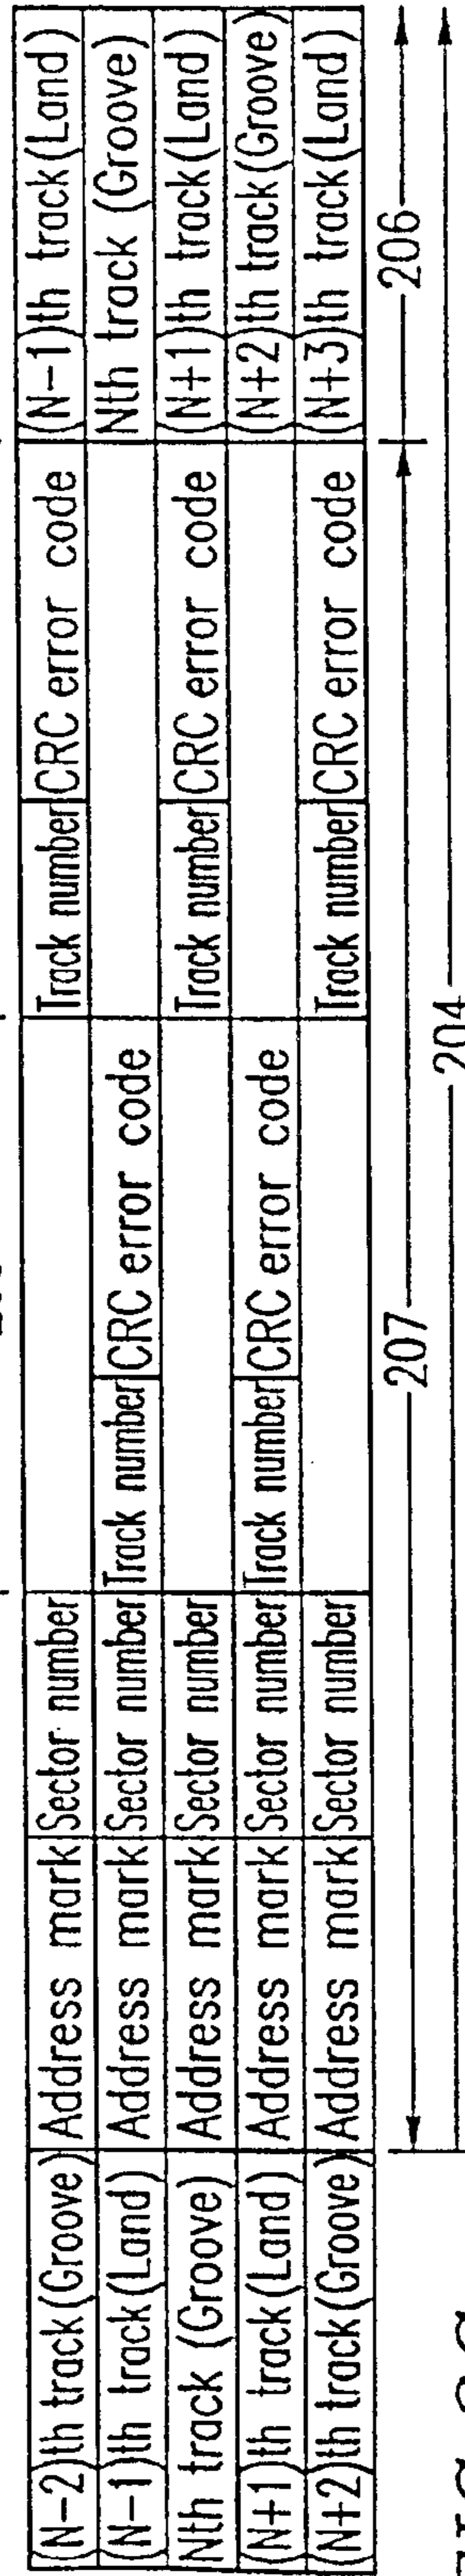 (N-2)th track(Groove) Address mark Sector number Track number CRC error code (N-1)th track(Land)
(N-1)th track(Land) Address mark Sector number Track number CRC error code Nth track (Groove)
Nth track (Groove) Address mark Sector number Track number CRC error code (N+1)th track(Land)
(N+1)th track(Land) Address mark Sector number Track number CRC error code (N+2)th track(Groove)
(N+2)th track(Groove) Address mark Sector number Track number CRC error code (N+3)th track(Land)
207 206
204